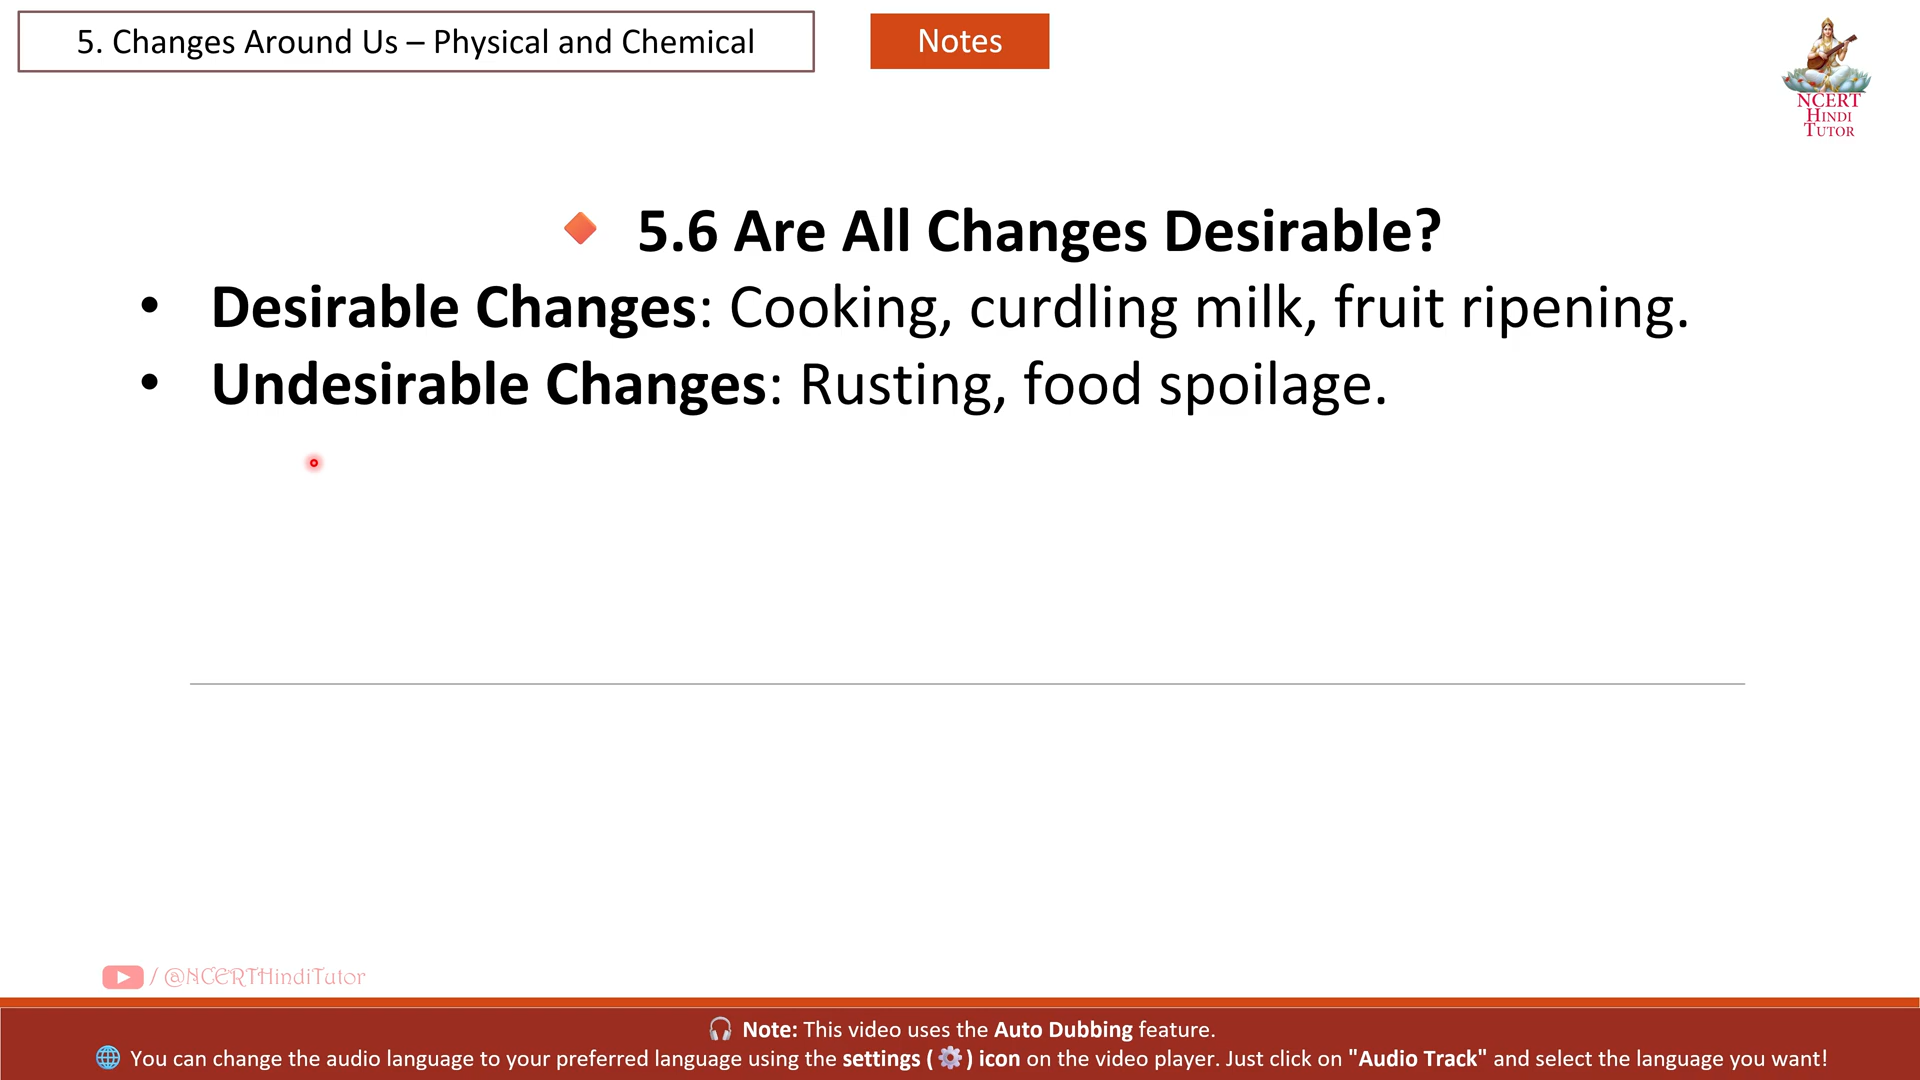 5. Changes Around Us – Physical and Chemical
Notes
NCERT
HINDI
TUTOR
🔸 5.6 Are All Changes Desirable?
• Desirable Changes: Cooking, curdling milk, fruit ripening.
• Undesirable Changes: Rusting, food spoilage.
/ @NCERTHindiTutor
🎧 Note: This video uses the Auto Dubbing feature.
🌐 You can change the audio language to your preferred language using the settings ( ⚙️ ) icon on the video player. Just click on "Audio Track" and select the language you want!